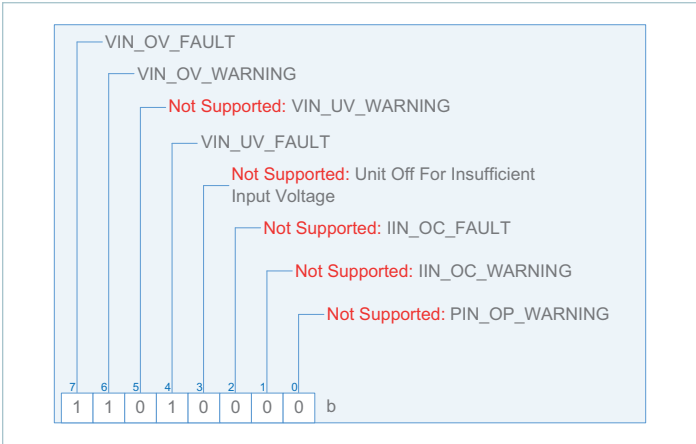 VIN_OV_FAULT
VIN_OV_WARNING
Not Supported: VIN_UV_WARNING
VIN_UV_FAULT
Not Supported: Unit Off For Insufficient
Input Voltage
Not Supported: IIN_OC_FAULT
Not Supported: IIN_OC_WARNING
Not Supported: PIN_OP_WARNING
7 6 5 4 3 2 1 0
1 1 0 1 0 0 0 0 b